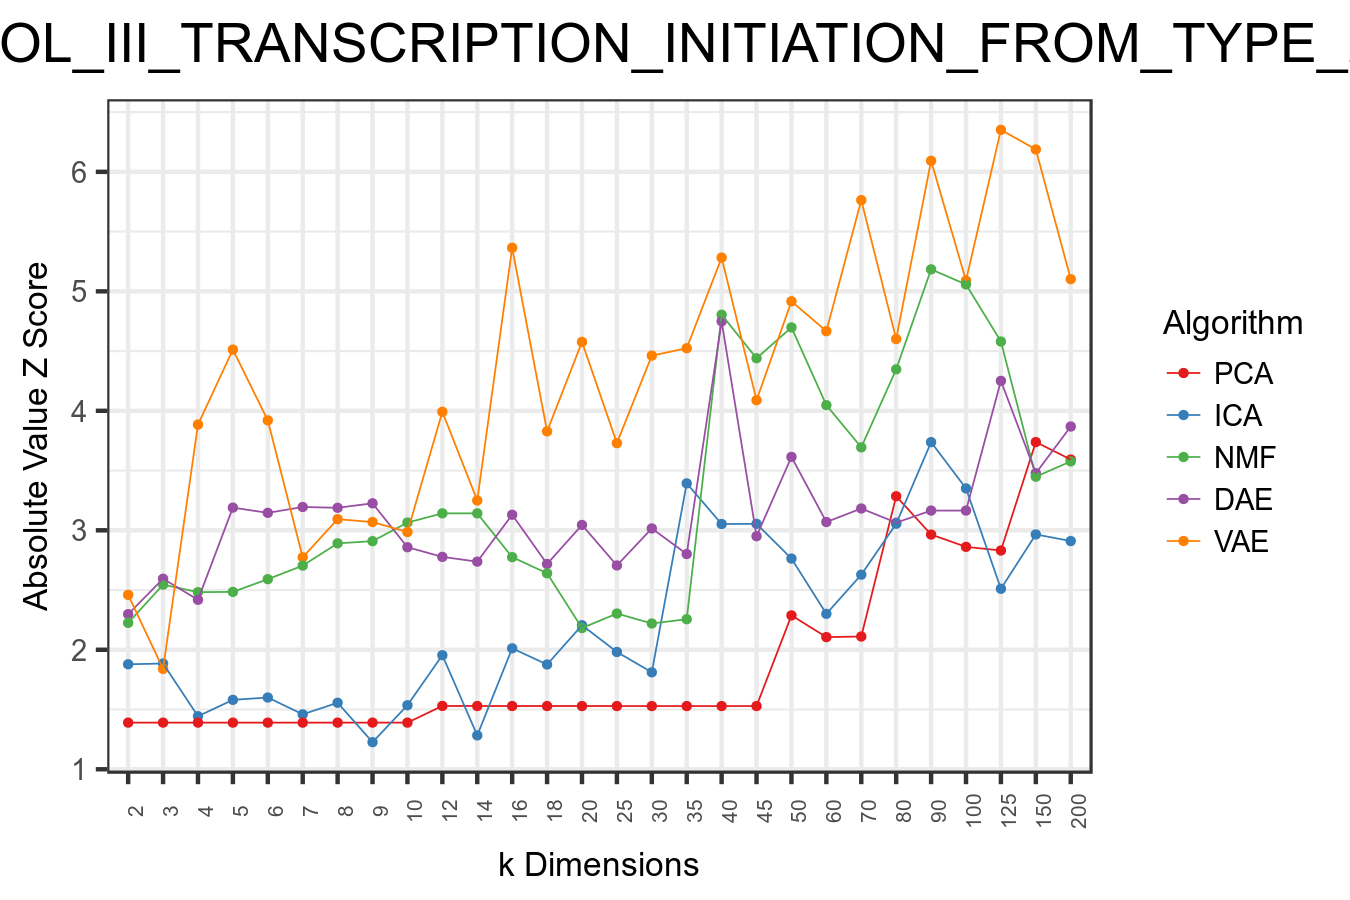 OL_III_TRANSCRIPTION_INITIATION_FROM_TYPE_
Absolute Value Z Score
6
5
4
3
2
1
2 3 4 5 6 7 8 9 10 12 14 16 18 20 25 30 35 40 45 50 60 70 80 90 100 125 150 200
k Dimensions
Algorithm
PCA
ICA
NMF
DAE
VAE